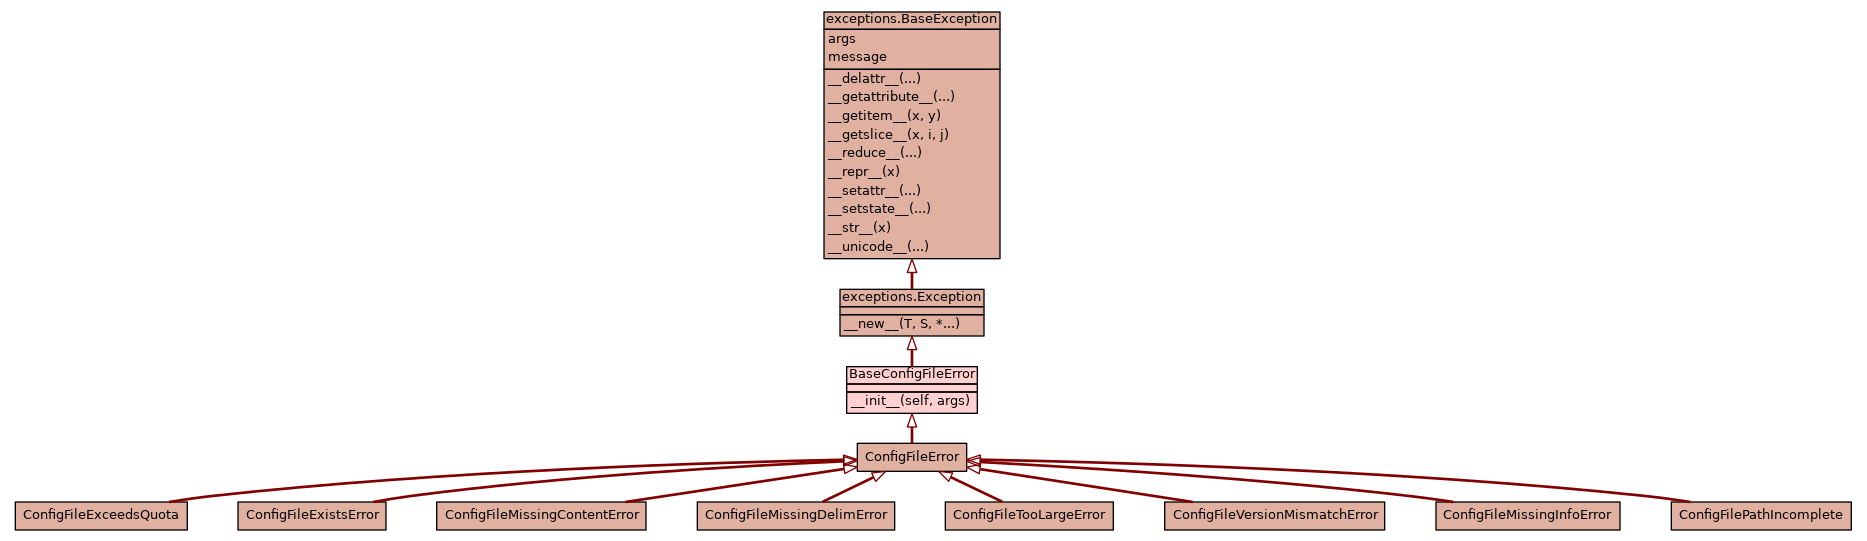 exceptions.BaseException
args
message
__delattr__(...)
__getattribute__(...)
__getitem__(x, y)
__getslice__(x, i, j)
__reduce__(...)
__repr__(x)
__setattr__(...)
__setstate__(...)
__str__(x)
__unicode__(...)
exceptions.Exception
__new__(T, S, *...)
BaseConfigFileError
__init__(self, args)
ConfigFileError
ConfigFileExceedsQuota
ConfigFileExistsError
ConfigFileMissingContentError
ConfigFileMissingDelimError
ConfigFileTooLargeError
ConfigFileVersionMismatchError
ConfigFileMissingInfoError
ConfigFilePathIncomplete